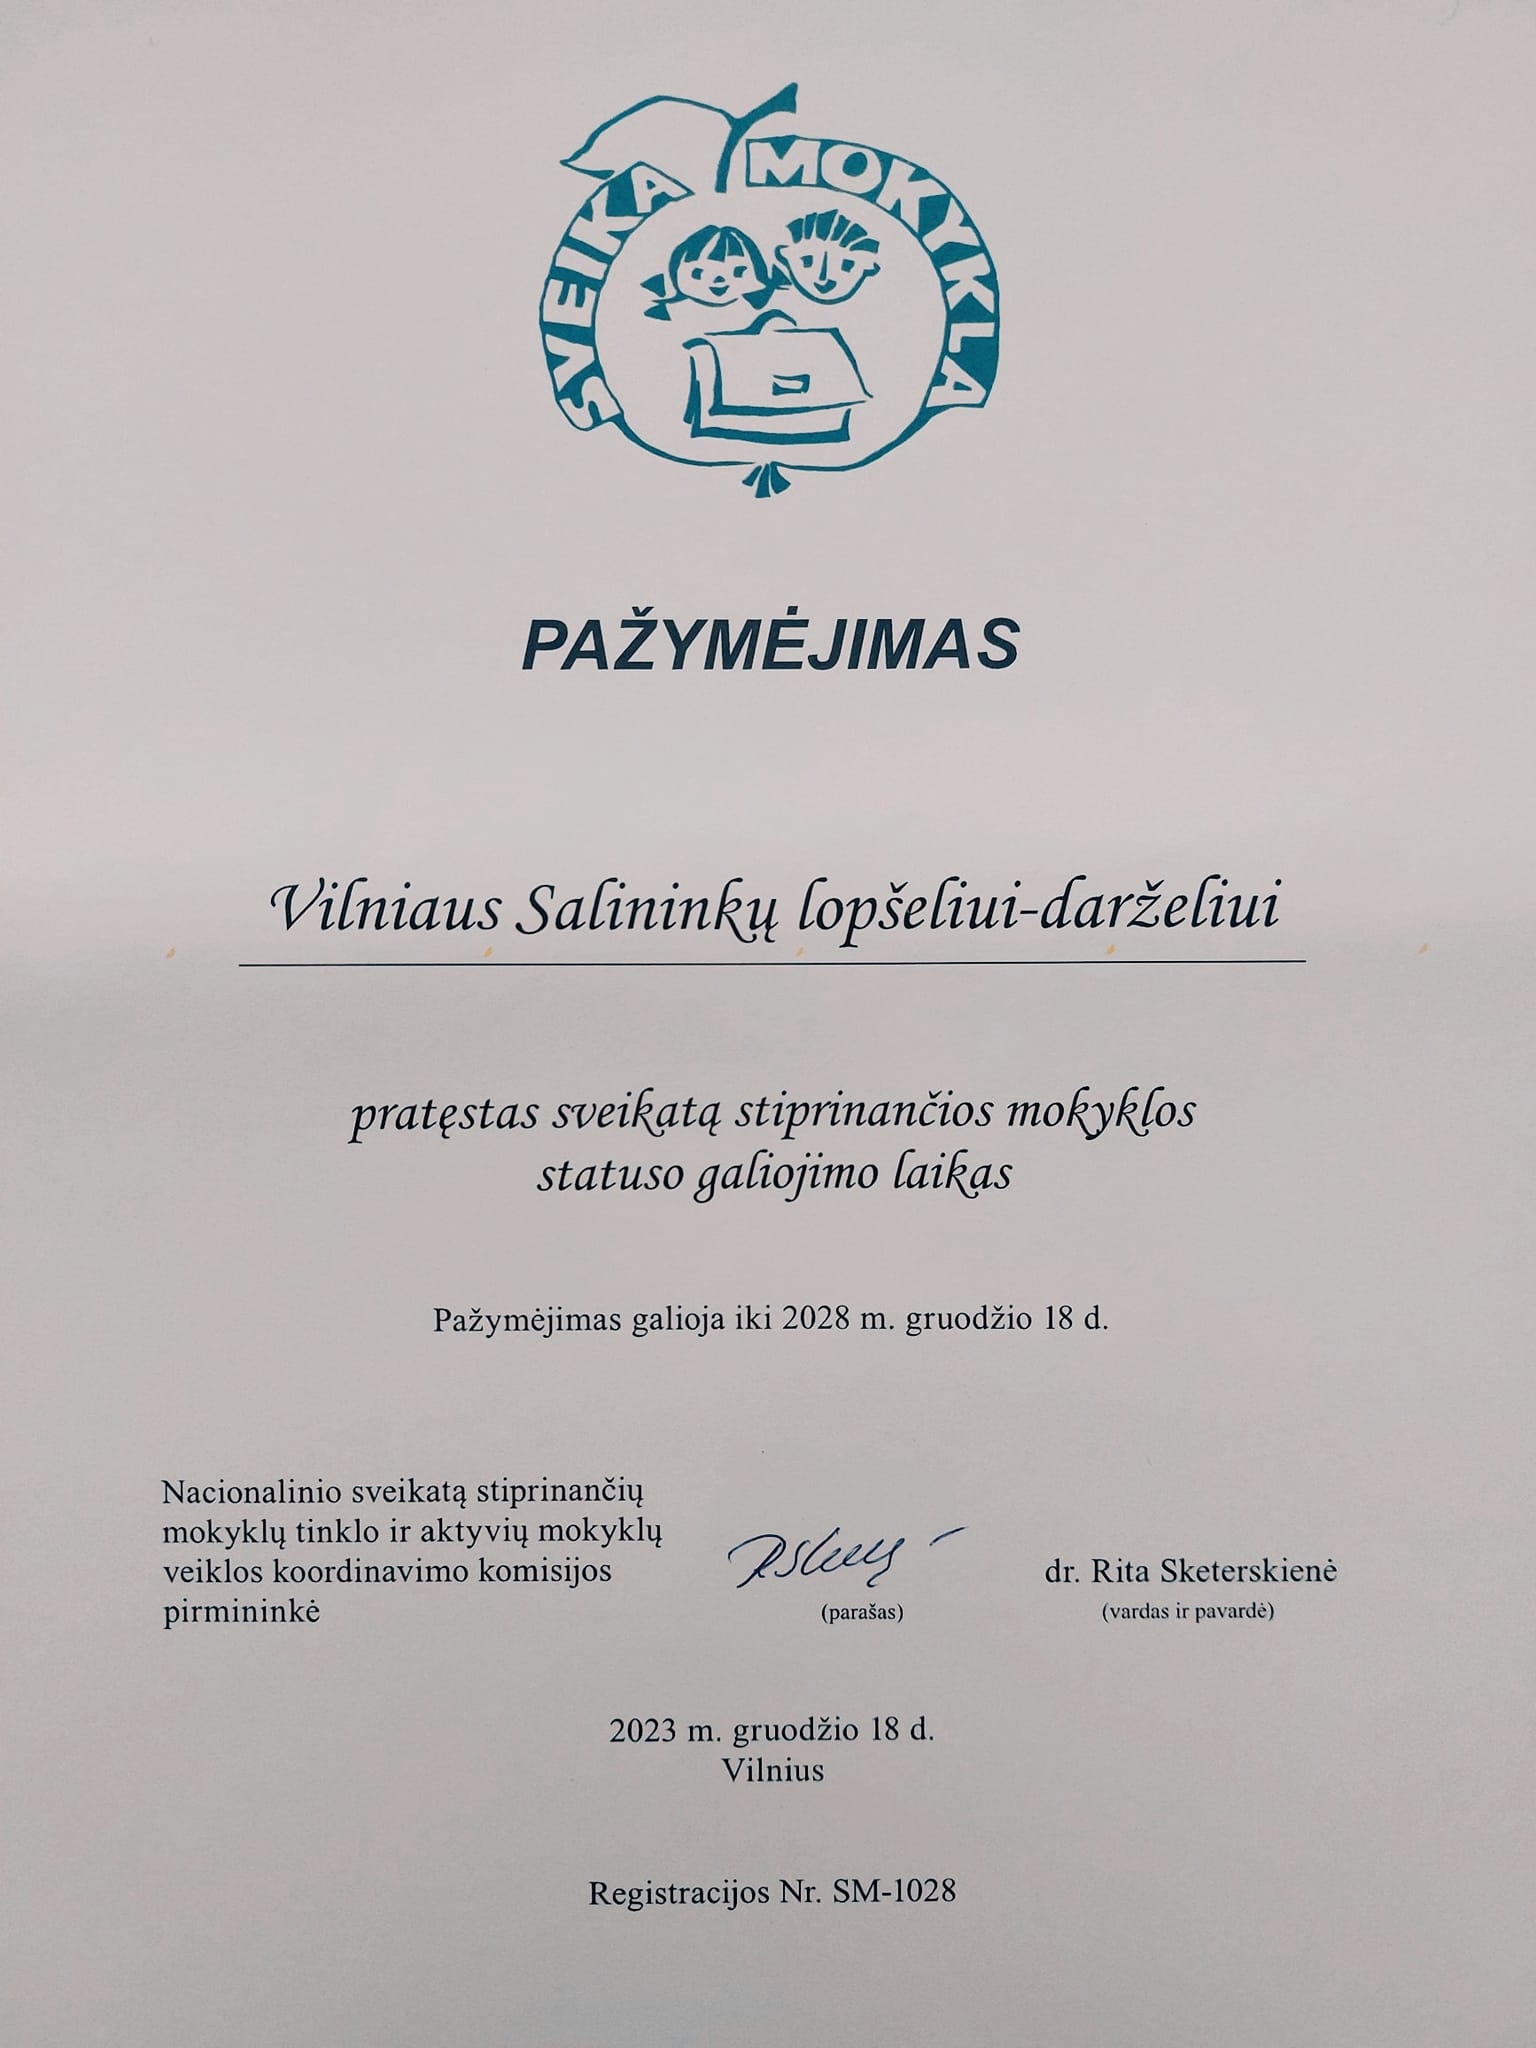 SVEIKA MOKYKLA
PAŽYMĖJIMAS
Vilniaus Salininkų lopšeliui-darželiui
pratęstas sveikatą stiprinančios mokyklos
statuso galiojimo laikas
Pažymėjimas galioja iki 2028 m. gruodžio 18 d.
Nacionalinio sveikatą stiprinančių
mokyklų tinklo ir aktyvių mokyklų
veiklos koordinavimo komisijos
pirmininkė
(parašas)
dr. Rita Sketerskienė
(vardas ir pavardė)
2023 m. gruodžio 18 d.
Vilnius
Registracijos Nr. SM-1028